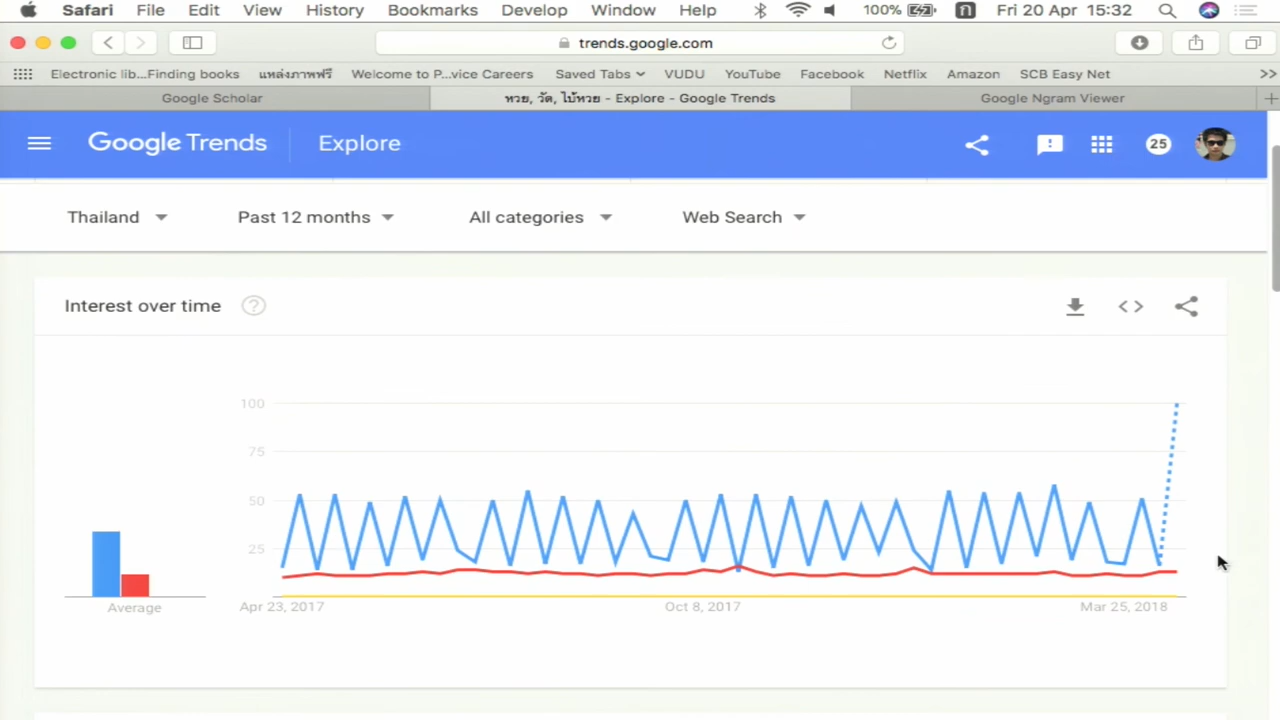 Safari File Edit View History Bookmarks Develop Window Help 100% ก Fri 20 Apr 15:32
trends.google.com
Electronic lib...Finding books แหล่งภาพฟรี Welcome to P...vice Careers Saved Tabs VUDU YouTube Facebook Netflix Amazon SCB Easy Net >>
Google Scholar หวย, วัด, ใบ้หวย - Explore - Google Trends Google Ngram Viewer +
Google Trends Explore 25
Thailand Past 12 months All categories Web Search
Interest over time ?
100
75
50
25
Average Apr 23, 2017 Oct 8, 2017 Mar 25, 2018